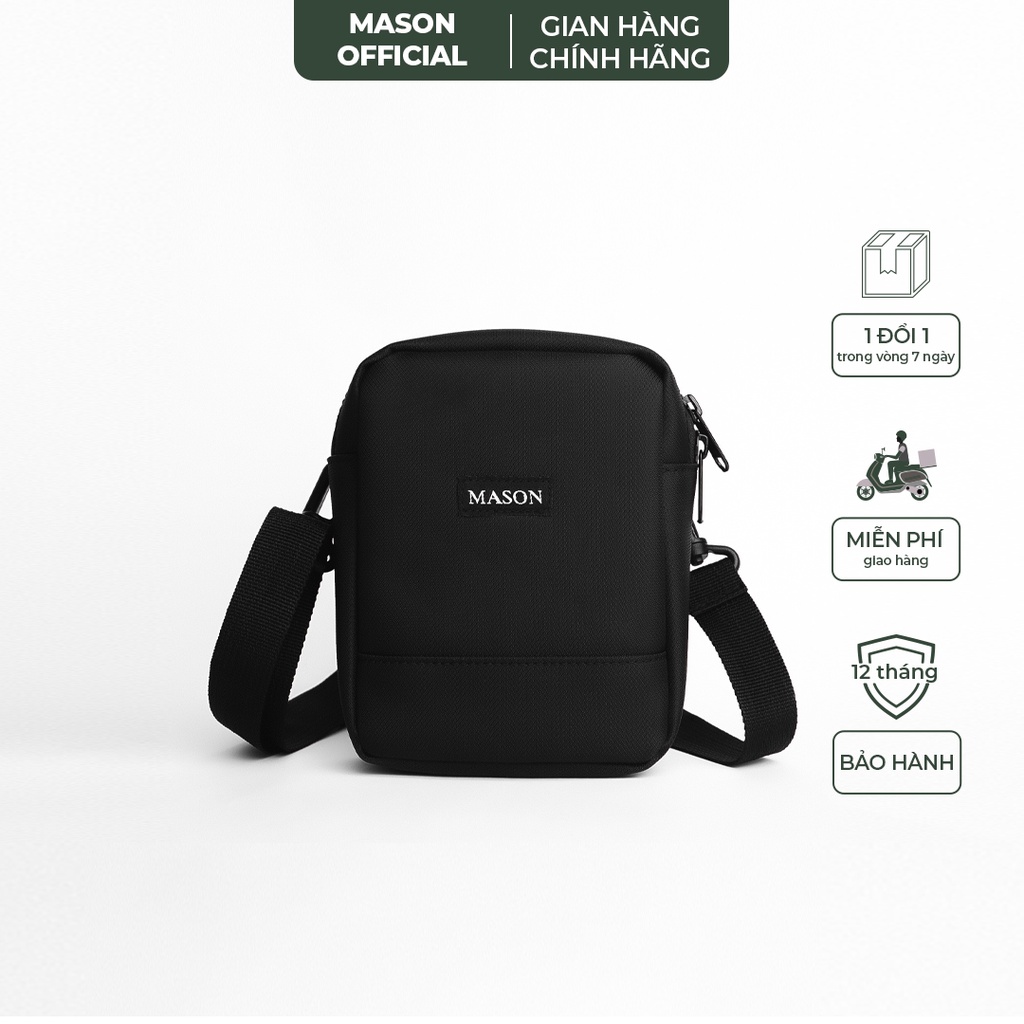 MASON
OFFICIAL
GIAN HÀNG
CHÍNH HÃNG
1 ĐỔI 1
trong vòng 7 ngày
MASON
MIỄN PHÍ
giao hàng
12 tháng
BẢO HÀNH